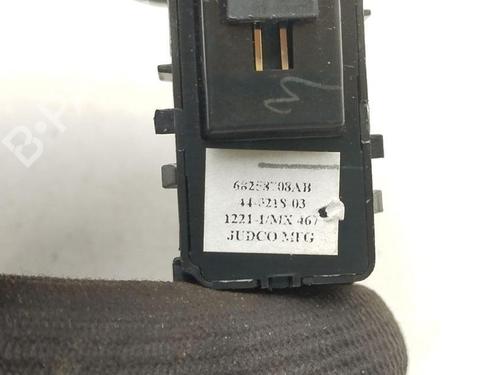 68258708AB
44-3218-03
1221-1/MX 467
JUDCO MFG
B-P